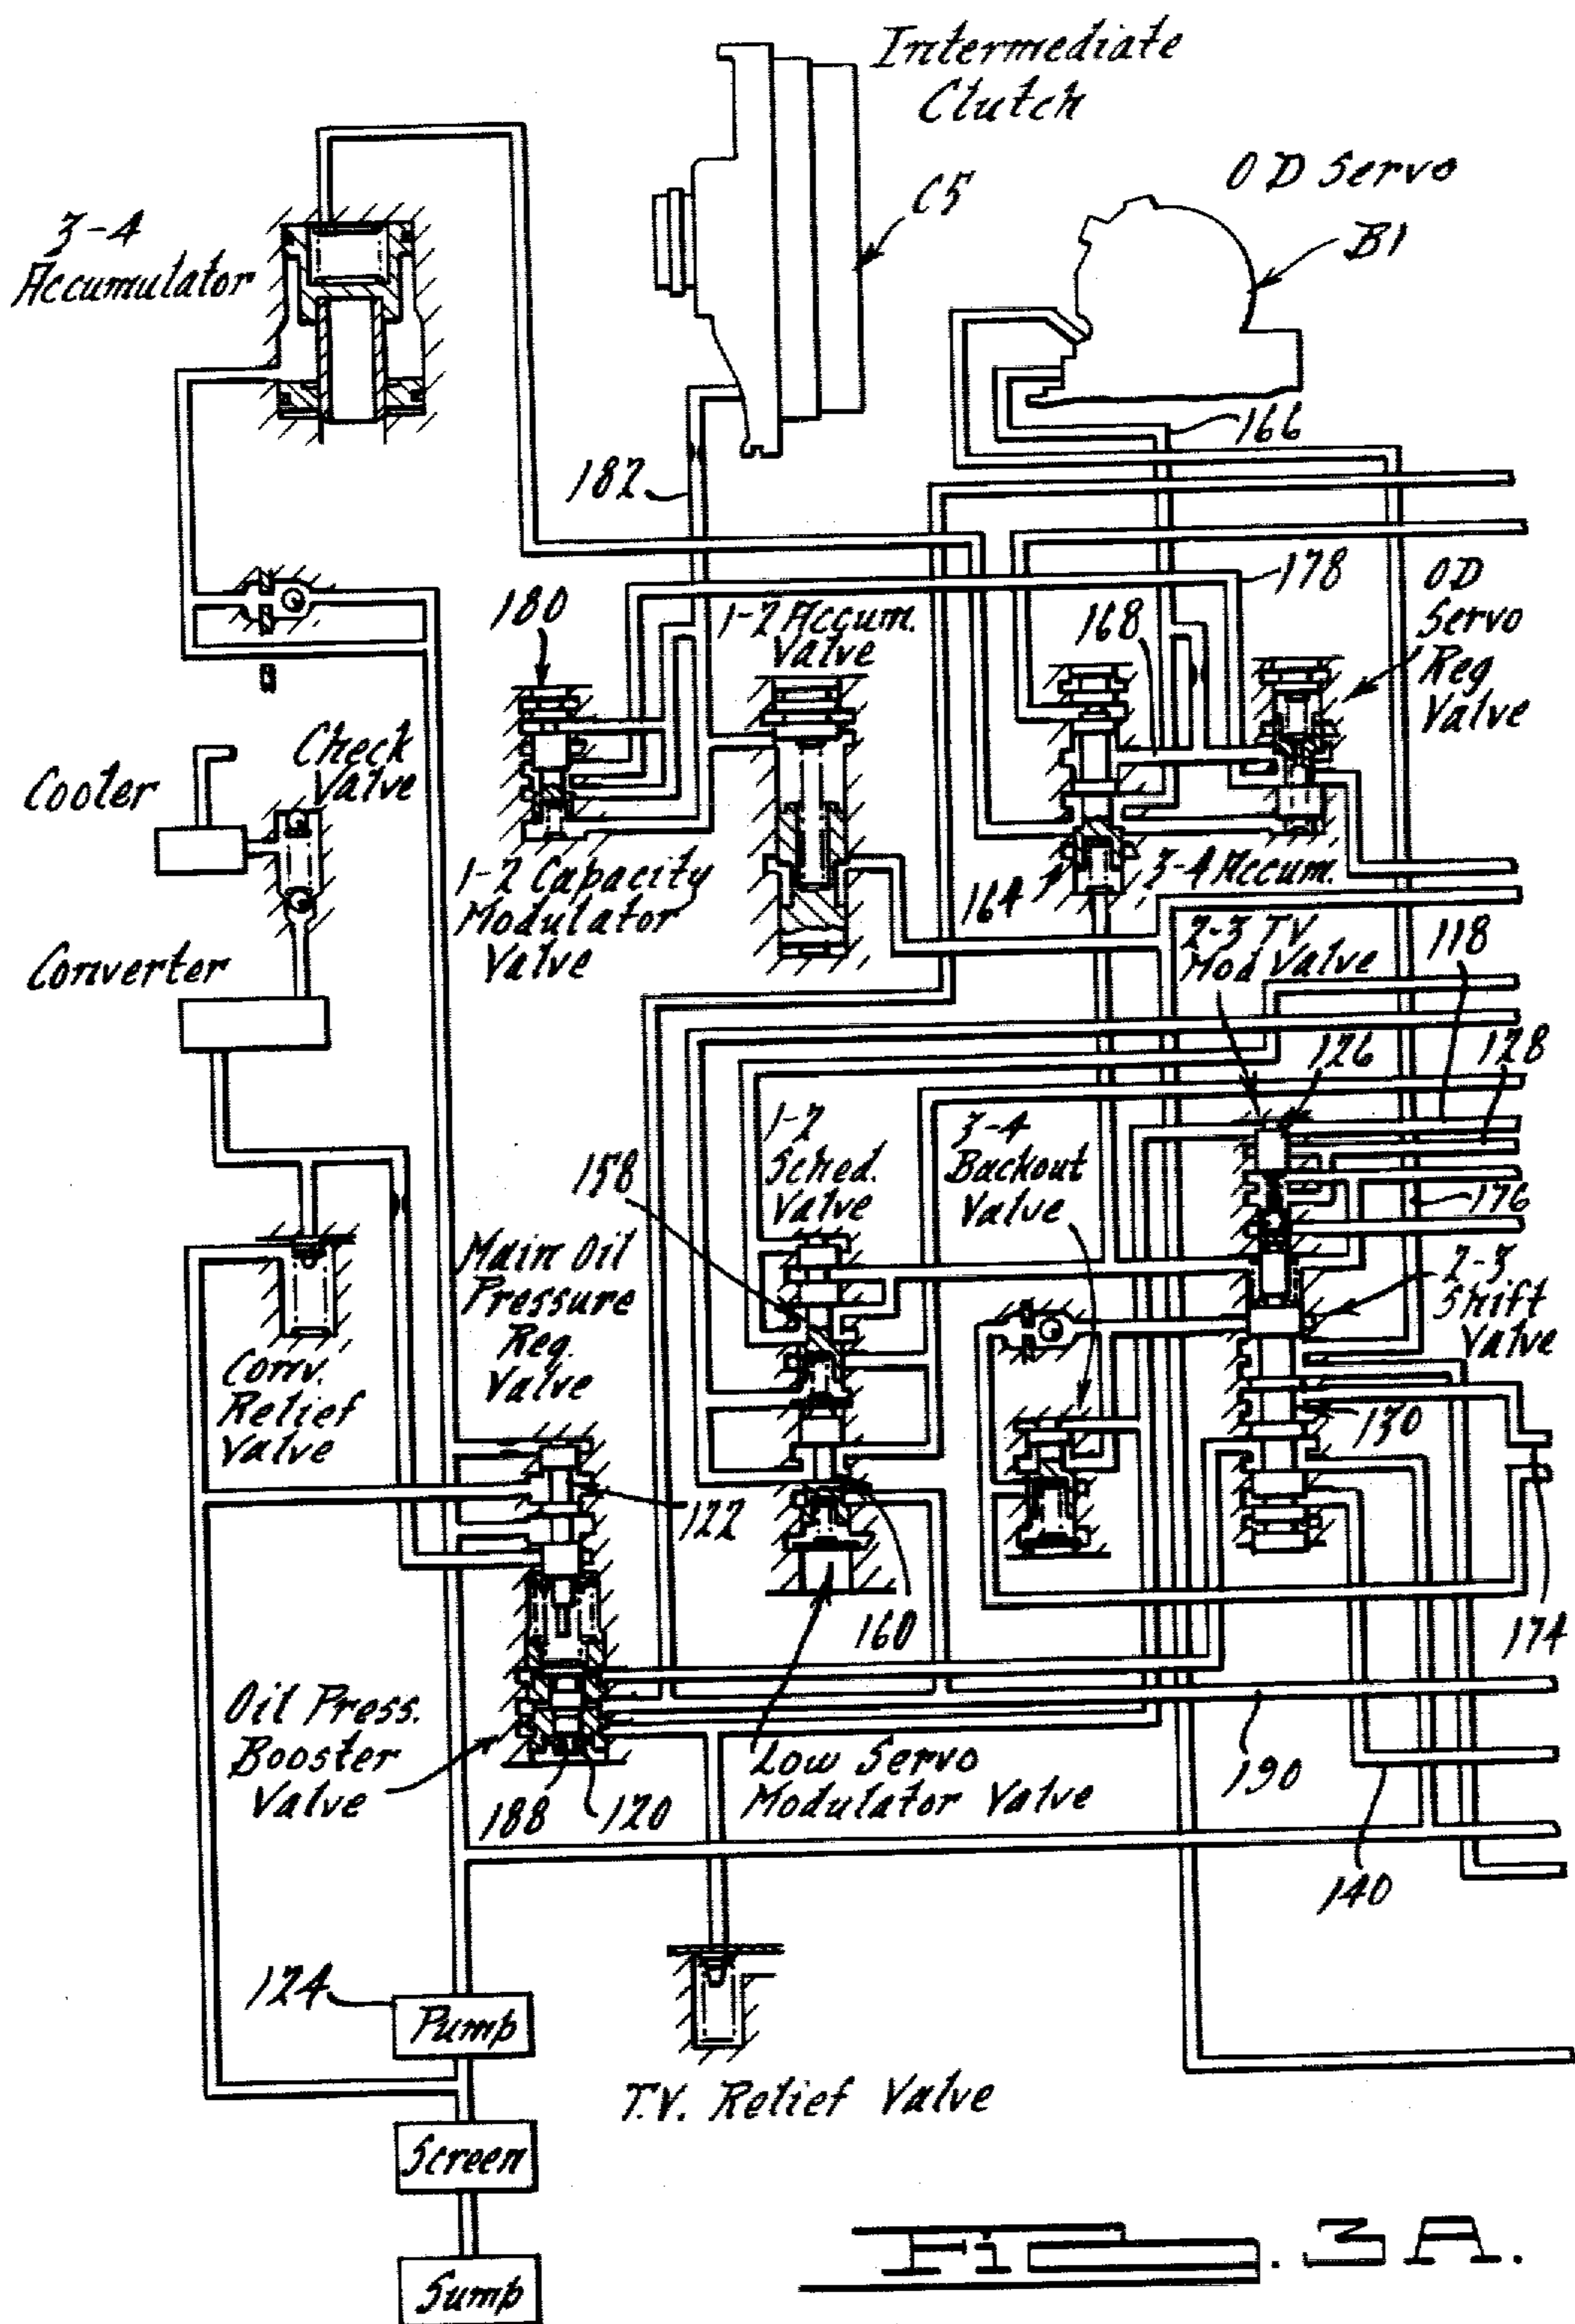 Intermediate
Clutch
C5
OD Servo
B1
3-4
Accumulator
166
182
178
OD
Servo
Reg
Valve
180
1-2 Accum.
Valve
168
Check
Valve
Cooler
1-2 Capacity
Modulator
Valve
164
3-4 Accum.
2-3 TV
Mod Valve
118
Converter
126
128
1-2
Sched.
Valve
3-4
Backout
Valve
158
176
Main Oil
Pressure
Reg.
Valve
2-3
Shift
Valve
Conv.
Relief
Valve
130
122
160
174
Oil Press.
Booster
Valve
188
120
Low Servo
Modulator Valve
190
140
124
Pump
T.V. Relief Valve
Screen
Sump
Fig. 3A.